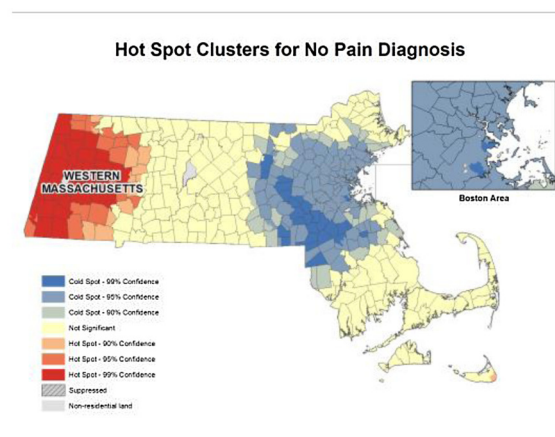 Hot Spot Clusters for No Pain Diagnosis
WESTERN
MASSACHUSETTS
Boston Area
Cold Spot - 99% Confidence
Cold Spot - 95% Confidence
Cold Spot - 90% Confidence
Not Significant
Hot Spot - 90% Confidence
Hot Spot - 95% Confidence
Hot Spot - 99% Confidence
Suppressed
Non-residential land